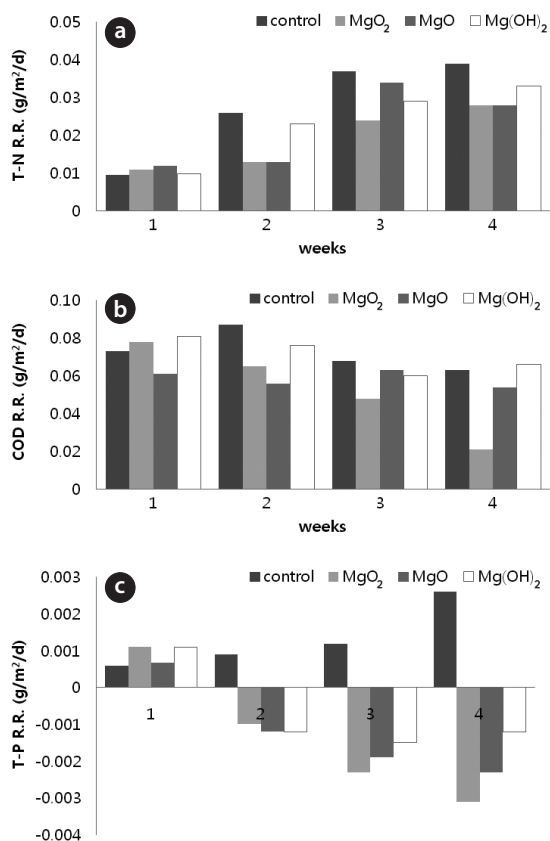 a
control MgO2 MgO Mg(OH)2
T-N R.R. (g/m²/d)
0.05
0.04
0.03
0.02
0.01
0
1 2 3 4
weeks
b
control MgO2 MgO Mg(OH)2
COD R.R. (g/m²/d)
0.10
0.08
0.06
0.04
0.02
0
1 2 3 4
weeks
c
control MgO2 MgO Mg(OH)2
T-P R.R. (g/m²/d)
0.003
0.002
0.001
0
-0.001
-0.002
-0.003
-0.004
1 2 3 4